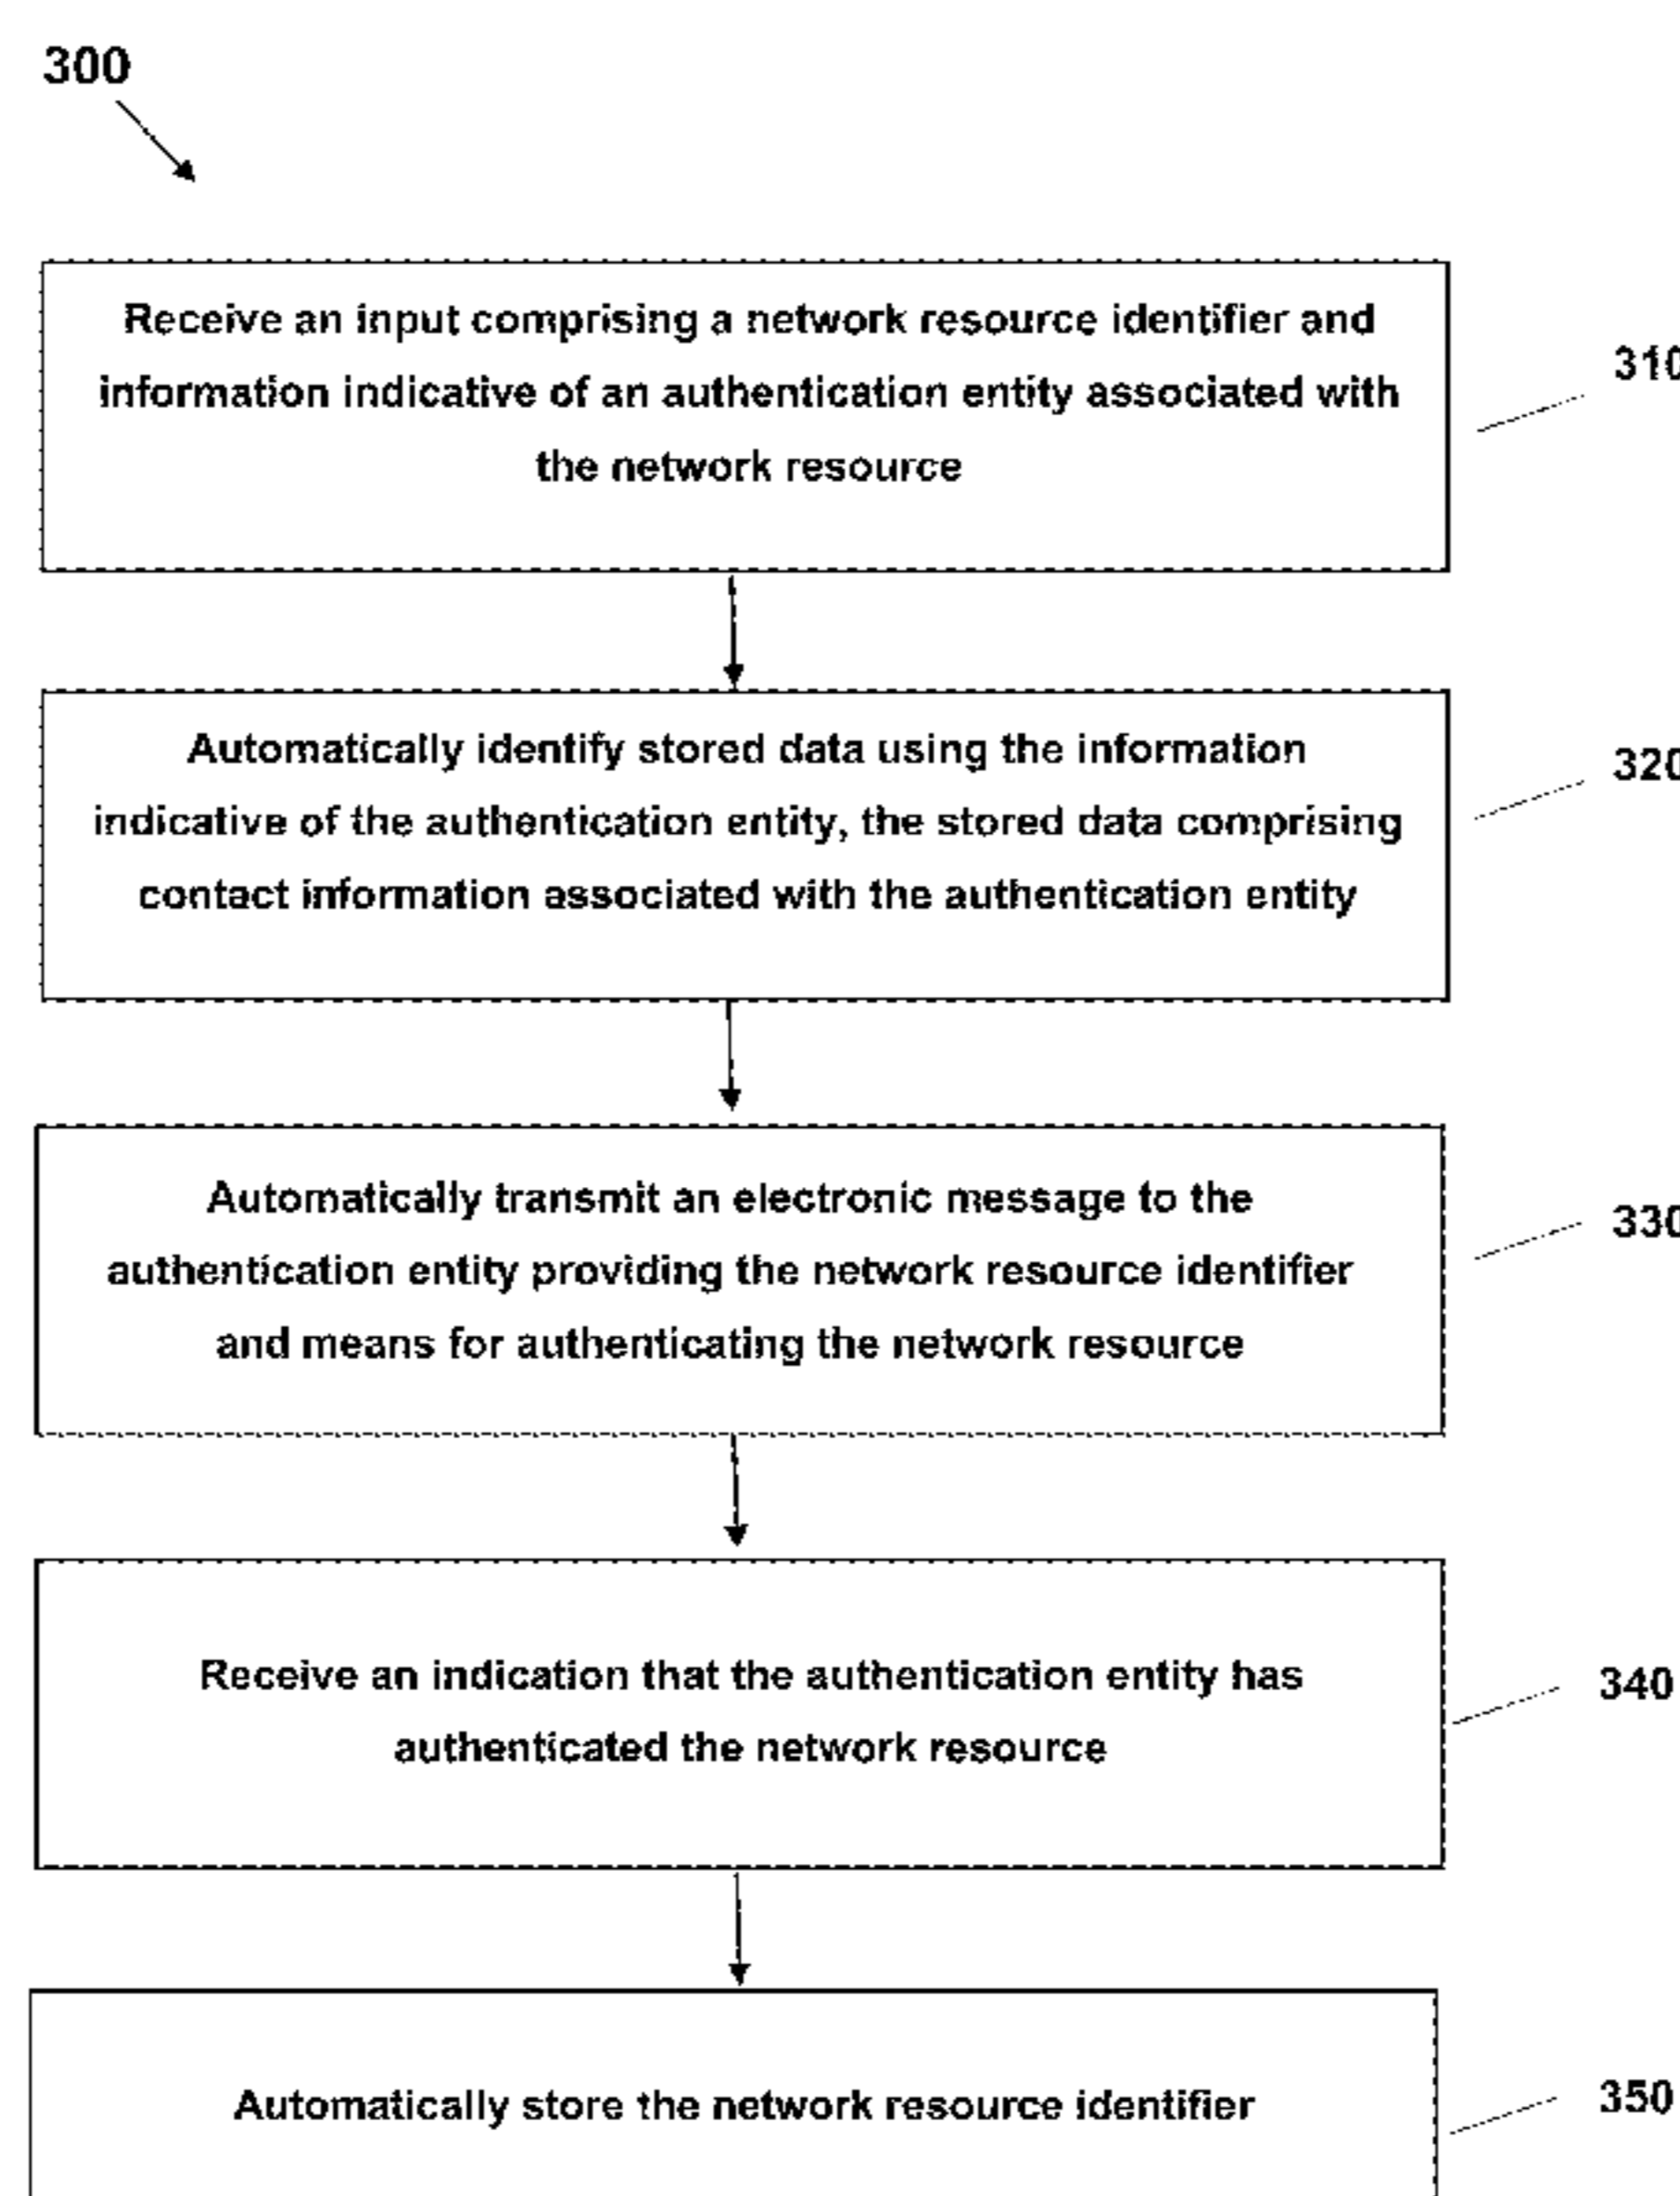 300
Receive an input comprising a network resource identifier and
information indicative of an authentication entity associated with
the network resource
310
Automatically identify stored data using the information
indicative of the authentication entity, the stored data comprising
contact information associated with the authentication entity
320
Automatically transmit an electronic message to the
authentication entity providing the network resource identifier
and means for authenticating the network resource
330
Receive an indication that the authentication entity has
authenticated the network resource
340
Automatically store the network resource identifier
350